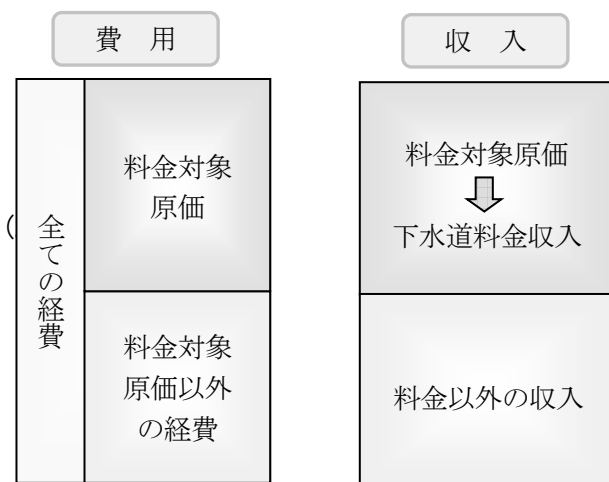 費 用
収 入
(
全ての経費
料金対象
原価
料金対象
原価以外
の経費
料金対象原価
下水道料金収入
料金以外の収入